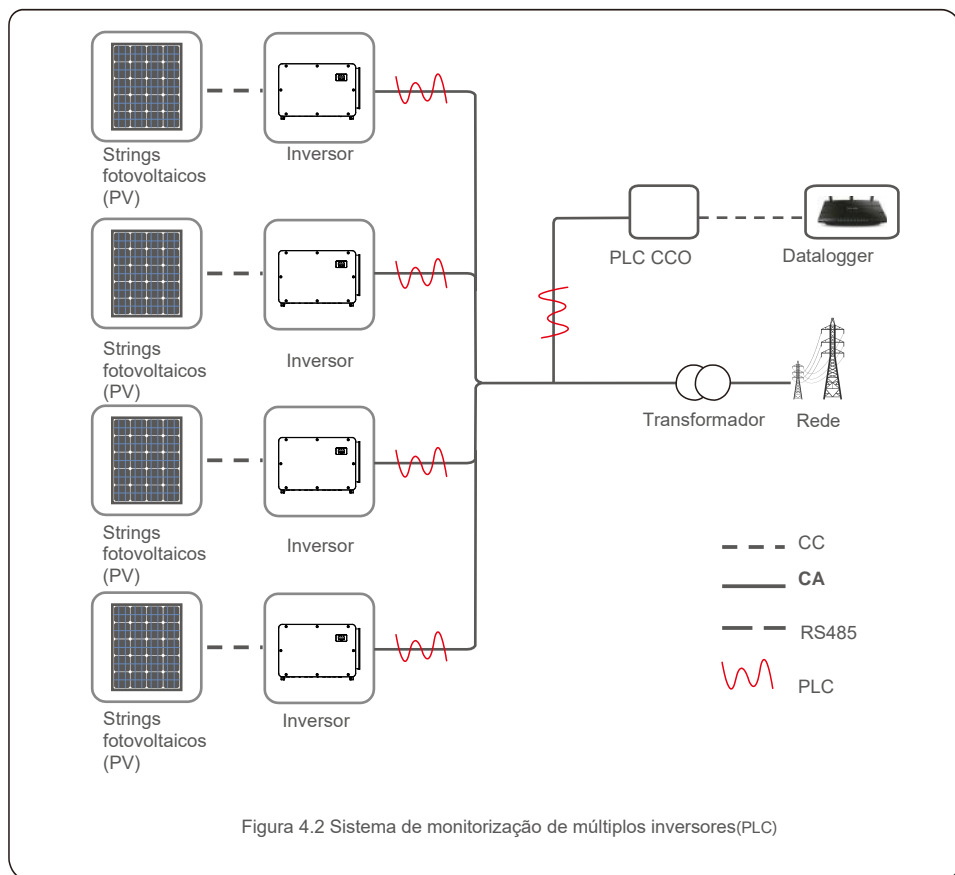 Strings
fotovoltaicos
(PV)
Inversor
Strings
fotovoltaicos
(PV)
Inversor
Strings
fotovoltaicos
(PV)
Inversor
Strings
fotovoltaicos
(PV)
Inversor
PLC CCO
Datalogger
Transformador
Rede
CC
CA
RS485
PLC
Figura 4.2 Sistema de monitorização de múltiplos inversores(PLC)